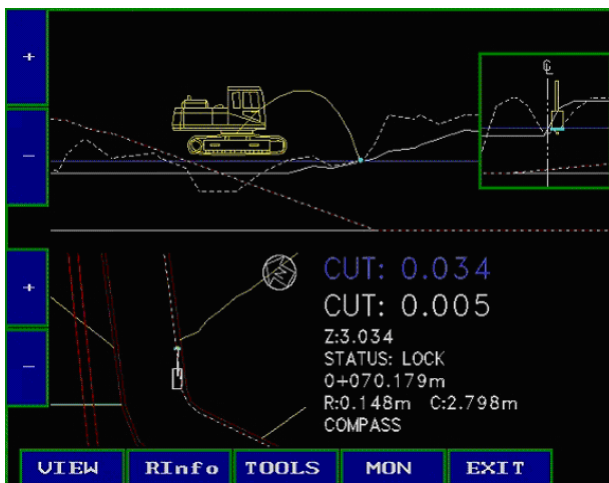 +
-
℄
+
-
N
CUT: 0.034
CUT: 0.005
Z:3.034
STATUS: LOCK
0+070.179m
R:0.148m C:2.798m
COMPASS
VIEW RInfo TOOLS MON EXIT